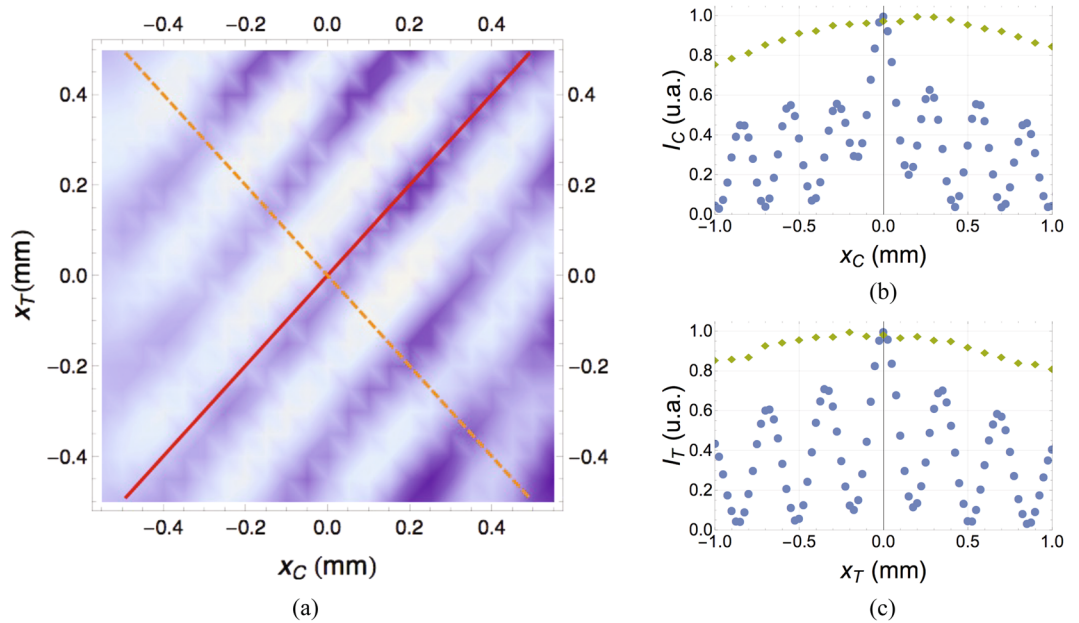 −0.4 −0.2 0.0 0.2 0.4
0.4 0.4
0.2 0.2
0.0 0.0
−0.2 −0.2
−0.4 −0.4
x_T(mm)
−0.4 −0.2 0.0 0.2 0.4
x_C (mm)
(a)
1.0
0.8
0.6
0.4
0.2
0.0
I_C (u.a.)
−1.0 −0.5 0.0 0.5 1.0
x_C (mm)
(b)
1.0
0.8
0.6
0.4
0.2
0.0
I_T (u.a.)
−1.0 −0.5 0.0 0.5 1.0
x_T (mm)
(c)